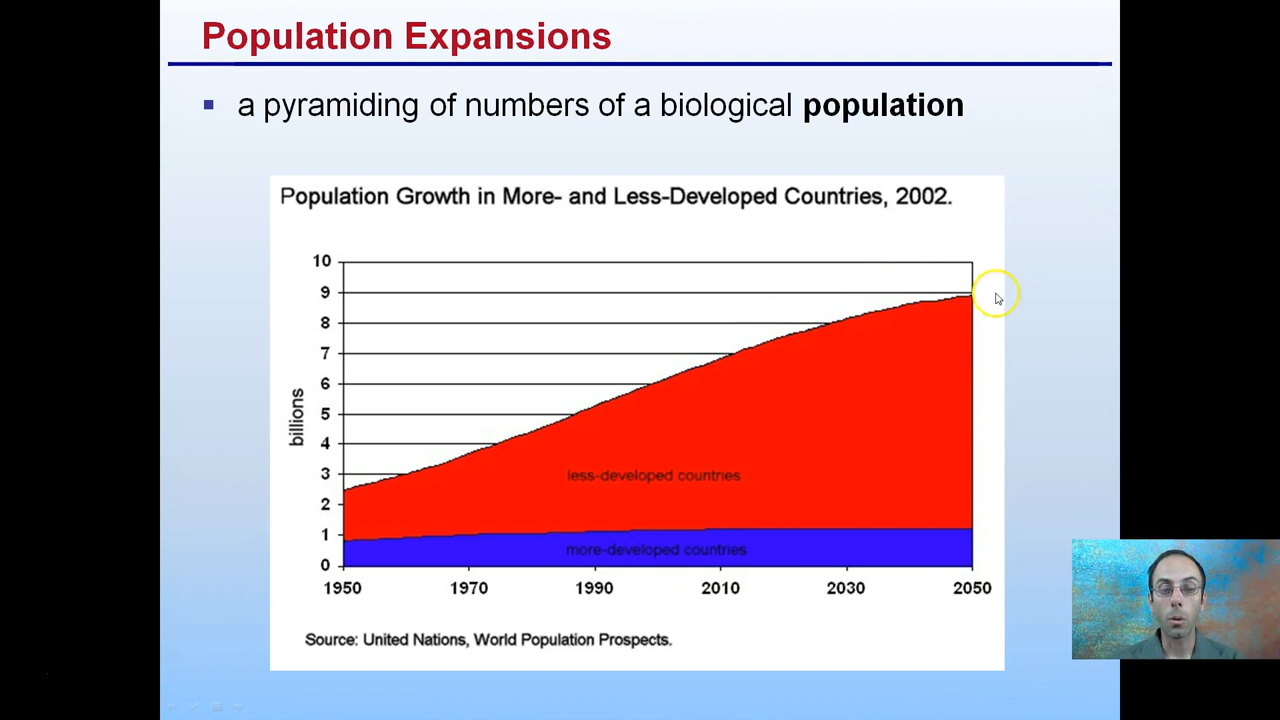 Population Expansions
a pyramiding of numbers of a biological population
Population Growth in More- and Less-Developed Countries, 2002.
10
9
8
7
6
5
4
3
2
1
0
billions
less-developed countries
more-developed countries
1950 1970 1990 2010 2030 2050
Source: United Nations, World Population Prospects.